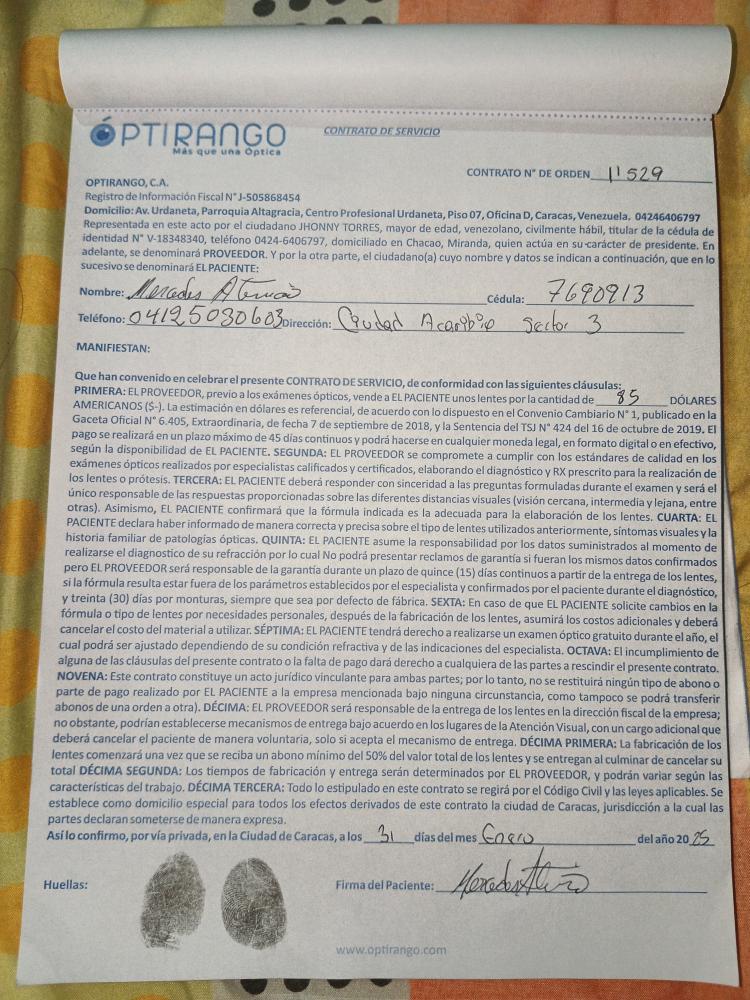 ÓPTIRANGO
Más que una Óptica
CONTRATO DE SERVICIO
CONTRATO N° DE ORDEN 11529
OPTIRANGO, C.A.
Registro de Información Fiscal N° J-505868454
Domicilio: Av. Urdaneta, Parroquia Altagracia, Centro Profesional Urdaneta, Piso 07, Oficina D, Caracas, Venezuela. 04246406797
Representada en este acto por el ciudadano JHONNY TORRES, mayor de edad, venezolano, civilmente hábil, titular de la cédula de
identidad N° V-18348340, teléfono 0424-6406797, domiciliado en Chacao, Miranda, quien actúa en su carácter de presidente. En
adelante, se denominará PROVEEDOR. Y por la otra parte, el ciudadano(a) cuyo nombre y datos se indican a continuación, que en lo
sucesivo se denominará EL PACIENTE:
Nombre: Mercedes Cédula: 7690913
Teléfono: 04125030603 Dirección: Ciudad Sector 3
MANIFIESTAN:
Que han convenido en celebrar el presente CONTRATO DE SERVICIO, de conformidad con las siguientes cláusulas:
PRIMERA: EL PROVEEDOR, previo a los exámenes ópticos, vende a EL PACIENTE unos lentes por la cantidad de 85 DÓLARES
AMERICANOS ($-). La estimación en dólares es referencial, de acuerdo con lo dispuesto en el Convenio Cambiario N° 1, publicado en la
Gaceta Oficial N° 6.405, Extraordinaria, de fecha 7 de septiembre de 2018, y la Sentencia del TSJ N° 424 del 16 de octubre de 2019. El
pago se realizará en un plazo máximo de 45 días continuos y podrá hacerse en cualquier moneda legal, en formato digital o en efectivo,
según la disponibilidad de EL PACIENTE. SEGUNDA: EL PROVEEDOR se compromete a cumplir con los estándares de calidad en los
exámenes ópticos realizados por especialistas calificados y certificados, elaborando el diagnóstico y RX prescrito para la realización de
los lentes o prótesis. TERCERA: EL PACIENTE deberá responder con sinceridad a las preguntas formuladas durante el examen y será el
único responsable de las respuestas proporcionadas sobre las diferentes distancias visuales (visión cercana, intermedia y lejana, entre
otras). Asimismo, EL PACIENTE confirmará que la fórmula indicada es la adecuada para la elaboración de los lentes. CUARTA: EL
PACIENTE declara haber informado de manera correcta y precisa sobre el tipo de lentes utilizados anteriormente, síntomas visuales y la
historia familiar de patologías ópticas. QUINTA: EL PACIENTE asume la responsabilidad por los datos suministrados al momento de
realizarse el diagnostico de su refracción por lo cual No podrá presentar reclamos de garantía si fueran los mismos datos confirmados
pero EL PROVEEDOR será responsable de la garantía durante un plazo de quince (15) días continuos a partir de la entrega de los lentes,
si la fórmula resulta estar fuera de los parámetros establecidos por el especialista y confirmados por el paciente durante el diagnóstico,
y treinta (30) días por monturas, siempre que sea por defecto de fábrica. SEXTA: En caso de que EL PACIENTE solicite cambios en la
fórmula o tipo de lentes por necesidades personales, después de la fabricación de los lentes, asumirá los costos adicionales y deberá
cancelar el costo del material a utilizar. SÉPTIMA: EL PACIENTE tendrá derecho a realizarse un examen óptico gratuito durante el año, el
cual podrá ser ajustado dependiendo de su condición refractiva y de las indicaciones del especialista. OCTAVA: El incumplimiento de
alguna de las cláusulas del presente contrato o la falta de pago dará derecho a cualquiera de las partes a rescindir el presente contrato.
NOVENA: Este contrato constituye un acto jurídico vinculante para ambas partes; por lo tanto, no se restituirá ningún tipo de abono o
parte de pago realizado por EL PACIENTE a la empresa mencionada bajo ninguna circunstancia, como tampoco se podrá transferir
abonos de una orden a otra). DÉCIMA: EL PROVEEDOR será responsable de la entrega de los lentes en la dirección fiscal de la empresa;
no obstante, podrían establecerse mecanismos de entrega bajo acuerdo en los lugares de la Atención Visual, con un cargo adicional que
deberá cancelar el paciente de manera voluntaria, solo si acepta el mecanismo de entrega. DÉCIMA PRIMERA: La fabricación de los
lentes comenzará una vez que se reciba un abono mínimo del 50% del valor total de los lentes y se entregan al culminar de cancelar su
total DÉCIMA SEGUNDA: Los tiempos de fabricación y entrega serán determinados por EL PROVEEDOR, y podrán variar según las
características del trabajo. DÉCIMA TERCERA: Todo lo estipulado en este contrato se regirá por el Código Civil y las leyes aplicables. Se
establece como domicilio especial para todos los efectos derivados de este contrato la ciudad de Caracas, jurisdicción a la cual las
partes declaran someterse de manera expresa.
Así lo confirmo, por vía privada, en la Ciudad de Caracas, a los 31 días del mes Enero del año 2025
Huellas:
Firma del Paciente: Mercedes
www.optirango.com